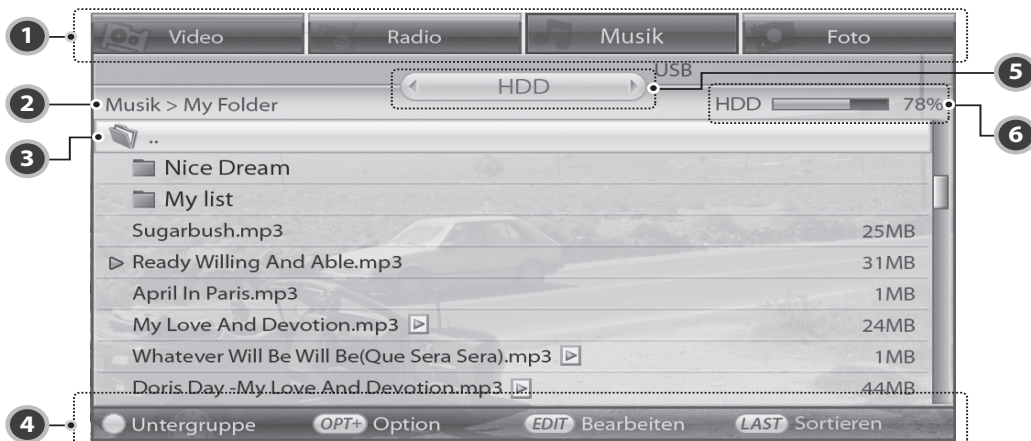 1 Video Radio Musik Foto
USB
HDD 5
2 Musik > My Folder HDD 78% 6
3 ..
Nice Dream
My list
Sugarbush.mp3 25MB
Ready Willing And Able.mp3 31MB
April In Paris.mp3 1MB
My Love And Devotion.mp3 24MB
Whatever Will Be Will Be(Que Sera Sera).mp3 1MB
Doris Day -My Love And Devotion.mp3 44MB
4 Untergruppe OPT+ Option EDIT Bearbeiten LAST Sortieren